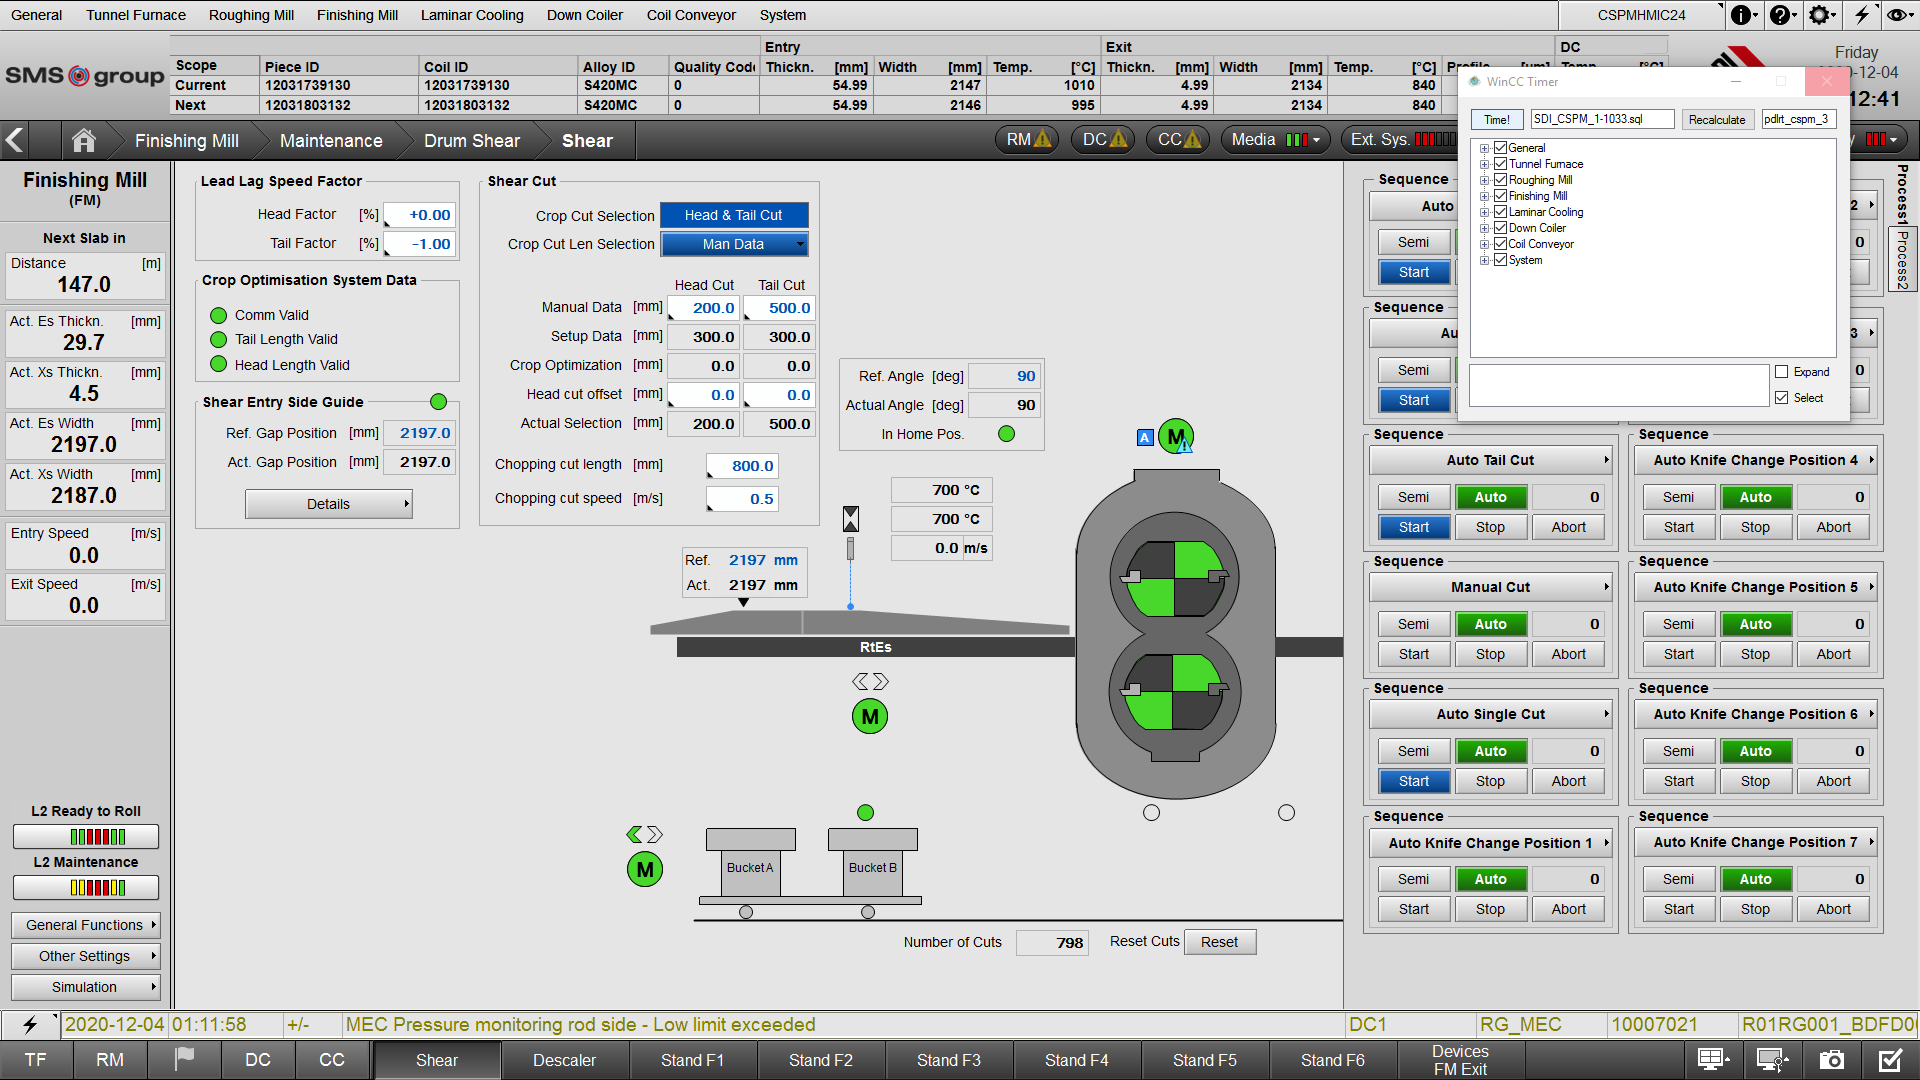 General Tunnel Furnace Roughing Mill Finishing Mill Laminar Cooling Down Coiler Coil Conveyor System CSPMHMIC24
SMS group
Entry Exit DC
Scope Piece ID Coil ID Alloy ID Quality Code Thickn. [mm] Width [mm] Temp. [°C] Thickn. [mm] Width [mm] Temp. [°C]
Current 12031739130 12031739130 S420MC 0 54.99 2147 1010 4.99 2134 840
Next 12031803132 12031803132 S420MC 0 54.99 2146 995 4.99 2134 840
Friday
12:41
Finishing Mill Maintenance Drum Shear Shear RM DC CC Media Ext. Sys.
WinCC Timer
Time! SDI_CSPM_1-1033.sql Recalculate pdlrt_cspm_3
General
Tunnel Furnace
Roughing Mill
Finishing Mill
Laminar Cooling
Down Coiler
Coil Conveyor
System
Expand
Select
Process1
Process2
Finishing Mill
(FM)
Next Slab in
Distance [m]
147.0
Act. Es Thickn. [mm]
29.7
Act. Xs Thickn. [mm]
4.5
Act. Es Width [mm]
2197.0
Act. Xs Width [mm]
2187.0
Entry Speed [m/s]
0.0
Exit Speed [m/s]
0.0
L2 Ready to Roll
L2 Maintenance
General Functions
Other Settings
Simulation
Lead Lag Speed Factor
Head Factor [%] +0.00
Tail Factor [%] -1.00
Crop Optimisation System Data
Comm Valid
Tail Length Valid
Head Length Valid
Shear Entry Side Guide
Ref. Gap Position [mm] 2197.0
Act. Gap Position [mm] 2197.0
Details
Shear Cut
Crop Cut Selection Head & Tail Cut
Crop Cut Len Selection Man Data
Head Cut Tail Cut
Manual Data [mm] 200.0 500.0
Setup Data [mm] 300.0 300.0
Crop Optimization [mm] 0.0 0.0
Head cut offset [mm] 0.0 0.0
Actual Selection [mm] 200.0 500.0
Chopping cut length [mm] 800.0
Chopping cut speed [m/s] 0.5
Ref. Angle [deg] 90
Actual Angle [deg] 90
In Home Pos.
A M
700 °C
700 °C
0.0 m/s
Ref. 2197 mm
Act. 2197 mm
RtEs
M
M
Bucket A Bucket B
Number of Cuts 798 Reset Cuts Reset
Sequence
Auto 2
Semi 0
Start
Sequence
3
Semi 0
Start
Sequence Sequence
Auto Tail Cut Auto Knife Change Position 4
Semi Auto 0 Semi Auto 0
Start Stop Abort Start Stop Abort
Sequence Sequence
Manual Cut Auto Knife Change Position 5
Semi Auto 0 Semi Auto 0
Start Stop Abort Start Stop Abort
Sequence Sequence
Auto Single Cut Auto Knife Change Position 6
Semi Auto 0 Semi Auto 0
Start Stop Abort Start Stop Abort
Sequence Sequence
Auto Knife Change Position 1 Auto Knife Change Position 7
Semi Auto 0 Semi Auto 0
Start Stop Abort Start Stop Abort
2020-12-04 01:11:58 +/- MEC Pressure monitoring rod side - Low limit exceeded DC1 RG_MEC 10007021 R01RG001_BDFD0
TF RM DC CC Shear Descaler Stand F1 Stand F2 Stand F3 Stand F4 Stand F5 Stand F6 Devices
FM Exit